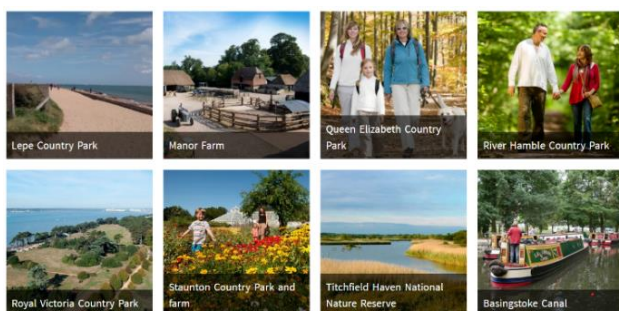 Lepe Country Park
Manor Farm
Queen Elizabeth Country
Park
River Hamble Country Park
Royal Victoria Country Park
Staunton Country Park and
farm
Titchfield Haven National
Nature Reserve
Basingstoke Canal